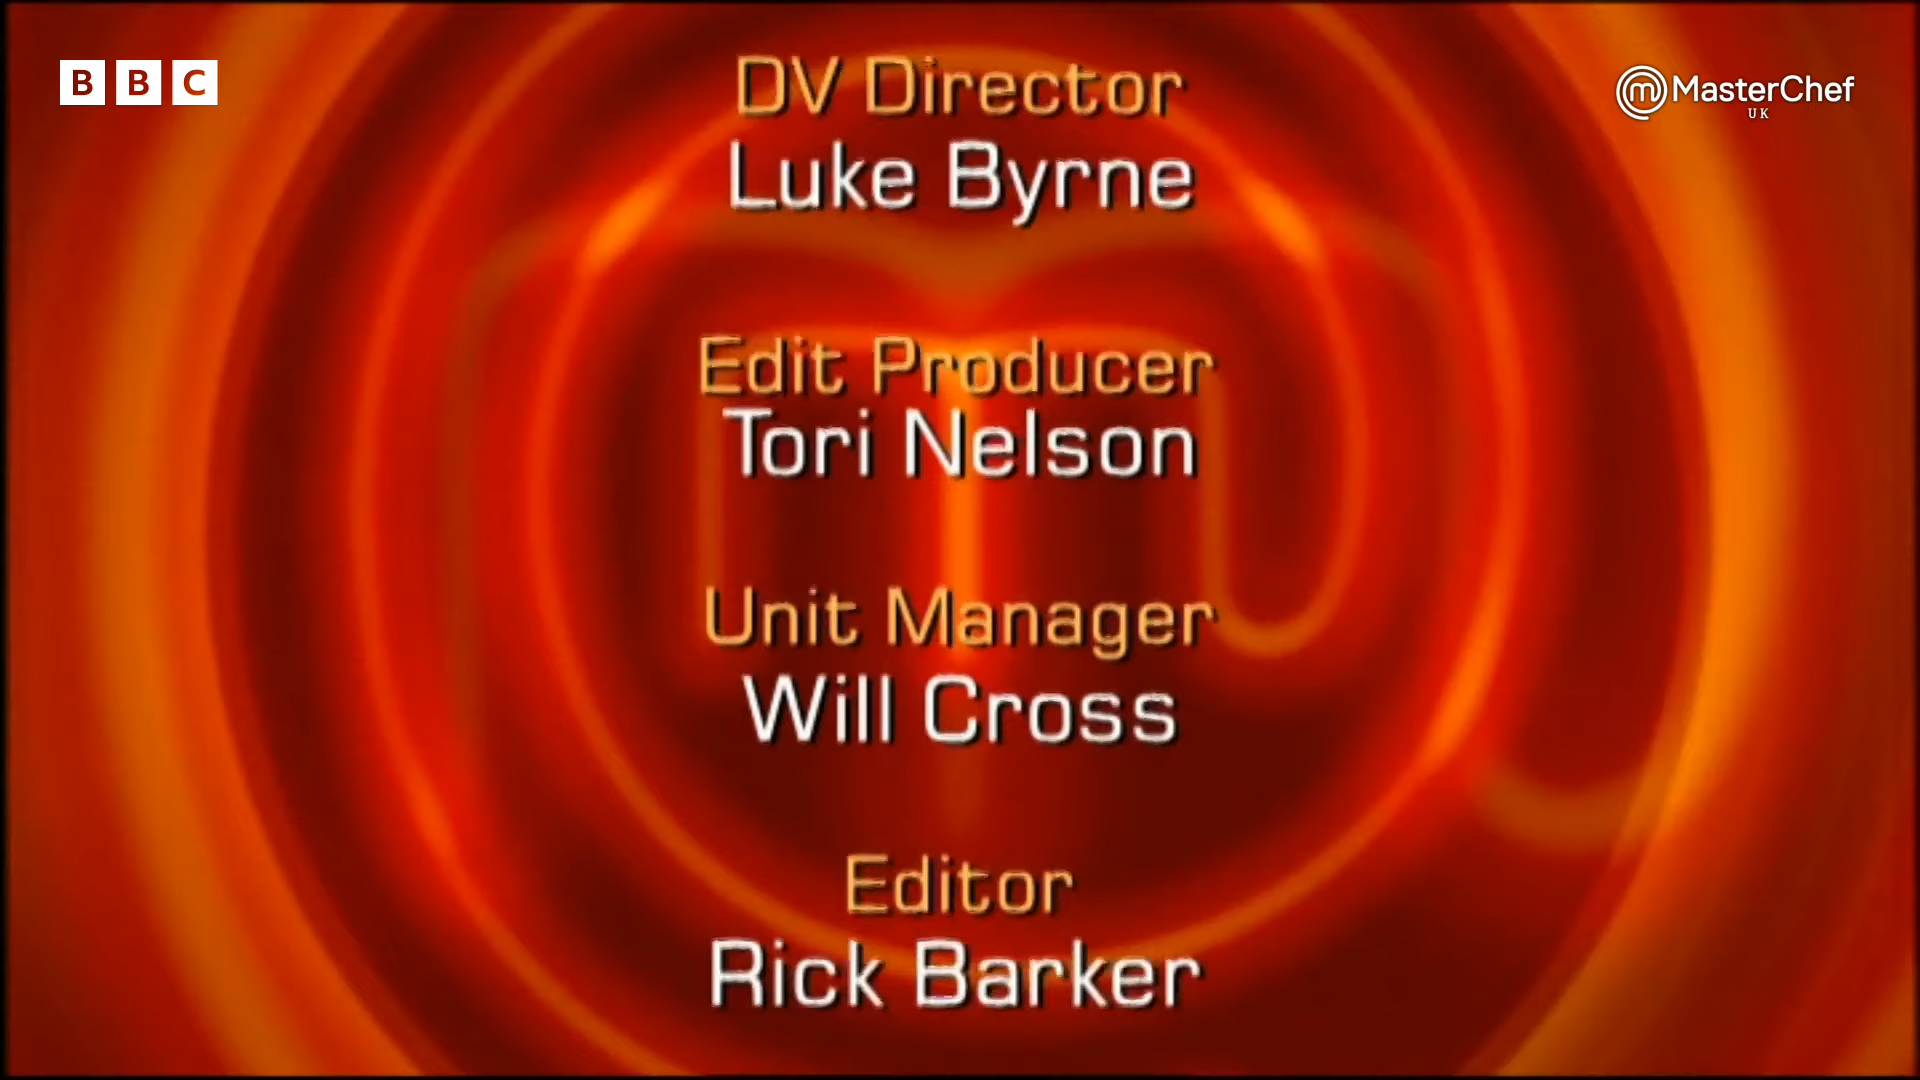 BBC
MasterChef
UK
DV Director
Luke Byrne
Edit Producer
Tori Nelson
Unit Manager
Will Cross
Editor
Rick Barker